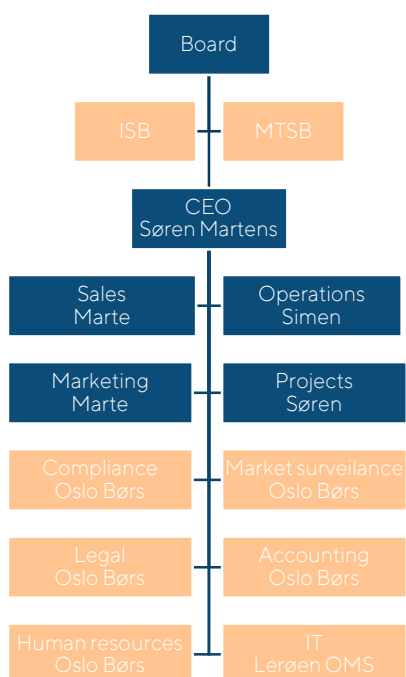 Board
ISB
MTSB
CEO
Søren Martens
Sales
Marte
Operations
Simen
Marketing
Marte
Projects
Søren
Compliance
Oslo Børs
Market surveilance
Oslo Børs
Legal
Oslo Børs
Accounting
Oslo Børs
Human resources
Oslo Børs
IT
Lerøen OMS